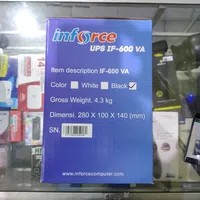 inforce
UPS IF-600 VA
Item description IF-600 VA
Color White Black
Gross Weight. 4.3 kg
Dimensi. 280 X 100 X 140 (mm)
SN.
www.inforcecomputer.com